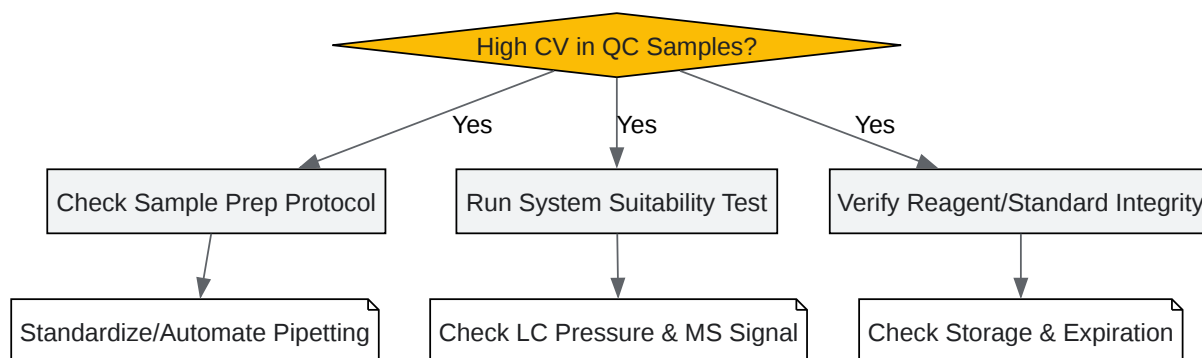 High CV in QC Samples?
Yes
Yes
Yes
Check Sample Prep Protocol
Run System Suitability Test
Verify Reagent/Standard Integrity
Standardize/Automate Pipetting
Check LC Pressure & MS Signal
Check Storage & Expiration